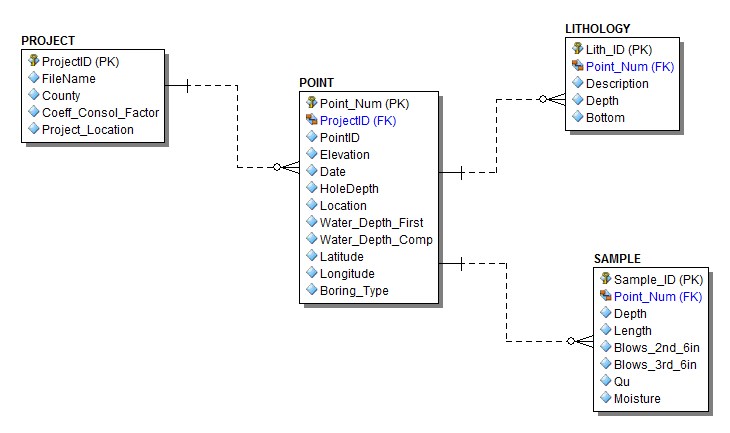 PROJECT
ProjectID (PK)
FileName
County
Coeff_Consol_Factor
Project_Location
POINT
Point_Num (PK)
ProjectID (FK)
PointID
Elevation
Date
HoleDepth
Location
Water_Depth_First
Water_Depth_Comp
Latitude
Longitude
Boring_Type
LITHOLOGY
Lith_ID (PK)
Point_Num (FK)
Description
Depth
Bottom
SAMPLE
Sample_ID (PK)
Point_Num (FK)
Depth
Length
Blows_2nd_6in
Blows_3rd_6in
Qu
Moisture